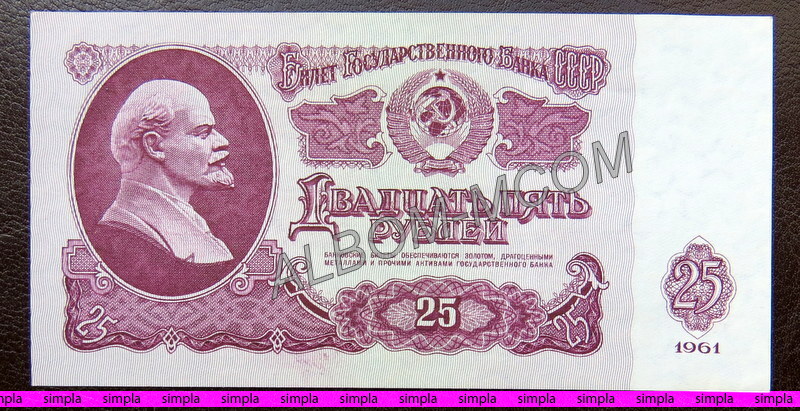 Билет Государственного Банка СССР
Двадцать пять
рублей
БАНКОВСКИЕ БИЛЕТЫ ОБЕСПЕЧИВАЮТСЯ ЗОЛОТОМ, ДРАГОЦЕННЫМИ
МЕТАЛЛАМИ И ПРОЧИМИ АКТИВАМИ ГОСУДАРСТВЕННОГО БАНКА
25
25
25
25
1961
ALBOM-MCOM
simpla simpla simpla simpla simpla simpla simpla simpla simpla simpla simpla simpla simpla simpla